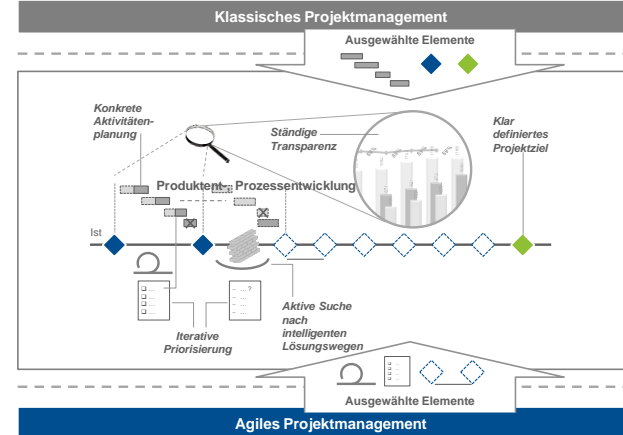 Klassisches Projektmanagement
Ausgewählte Elemente
Konkrete
Aktivitäten-
planung
Ständige
Transparenz
Klar
definiertes
Projektziel
Produktent- Prozessentwicklung
Ist
Iterative
Priorisierung
Aktive Suche
nach
intelligenten
Lösungswegen
Ausgewählte Elemente
Agiles Projektmanagement